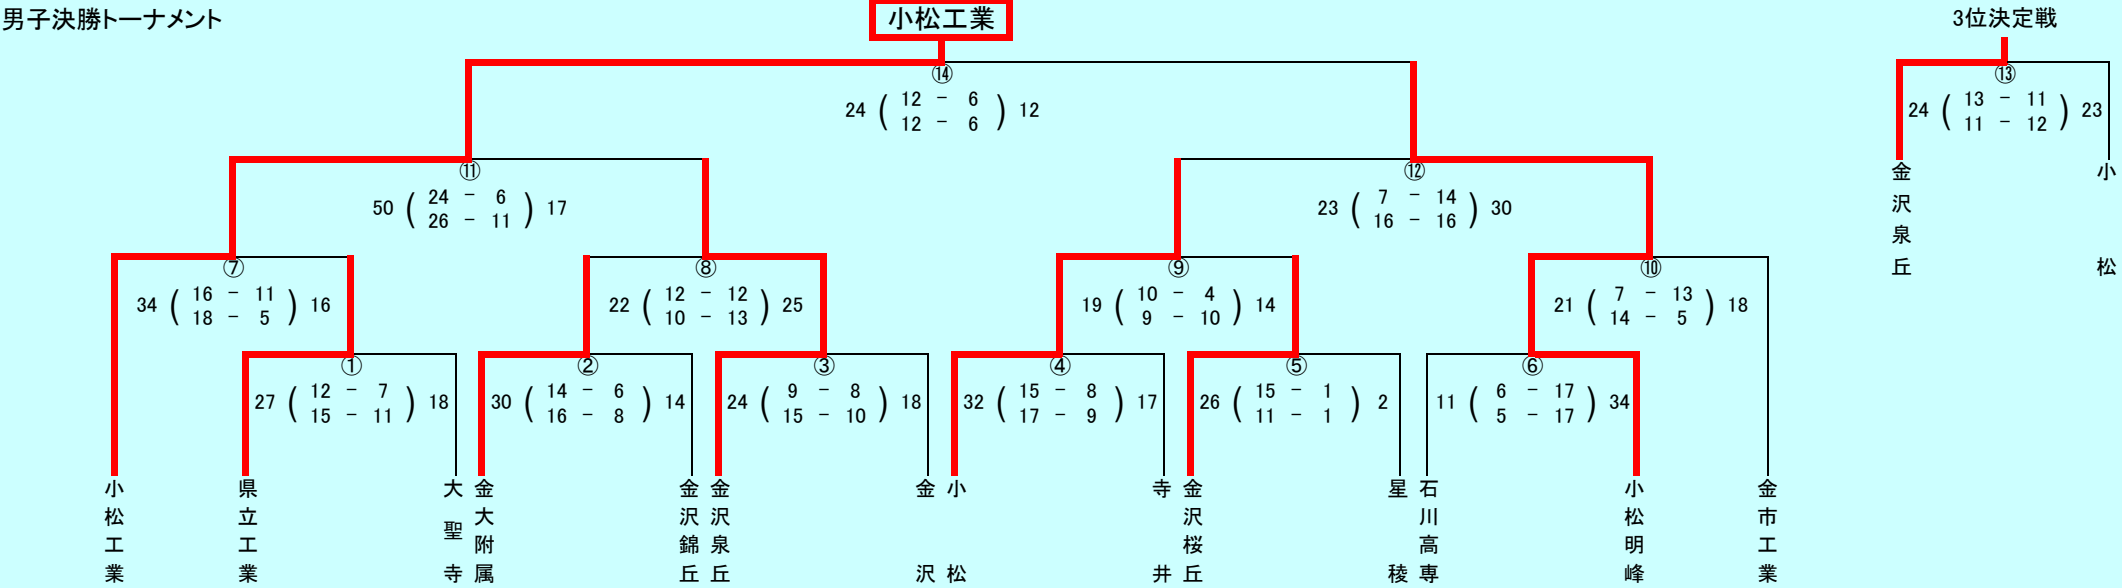 男子決勝トーナメント
小松工業
3位決定戦
⑭
24 ( 12 - 6 ) 12
12 - 6
⑬
24 ( 13 - 11 ) 23
11 - 12
金沢泉丘
小松
⑪
50 ( 24 - 6 ) 17
26 - 11
⑫
23 ( 7 - 14 ) 30
16 - 16
⑦
34 ( 16 - 11 ) 16
18 - 5
⑧
22 ( 12 - 12 ) 25
10 - 13
⑨
19 ( 10 - 4 ) 14
9 - 10
⑩
21 ( 7 - 13 ) 18
14 - 5
①
27 ( 12 - 7 ) 18
15 - 11
②
30 ( 14 - 6 ) 14
16 - 8
③
24 ( 9 - 8 ) 18
15 - 10
④
32 ( 15 - 8 ) 17
17 - 9
⑤
26 ( 15 - 1 ) 2
11 - 1
⑥
11 ( 6 - 17 ) 34
5 - 17
小松工業
県立工業
大聖寺
金大附属
金沢錦丘
金沢泉丘
金沢
小松
寺井
金沢桜丘
星稜
石川高専
小松明峰
金市工業